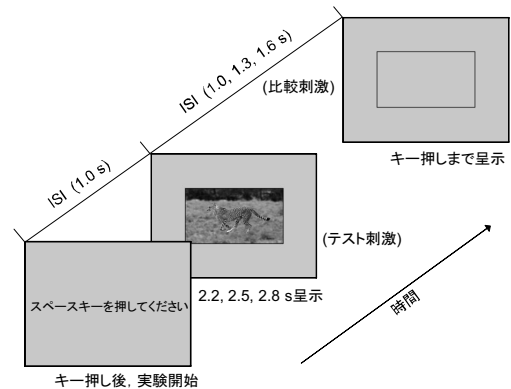 ISI (1.0, 1.3, 1.6 s)
(比較刺激)
キー押しまで呈示
ISI (1.0 s)
(テスト刺激)
2.2, 2.5, 2.8 s呈示
スペースキーを押してください
時間
キー押し後, 実験開始